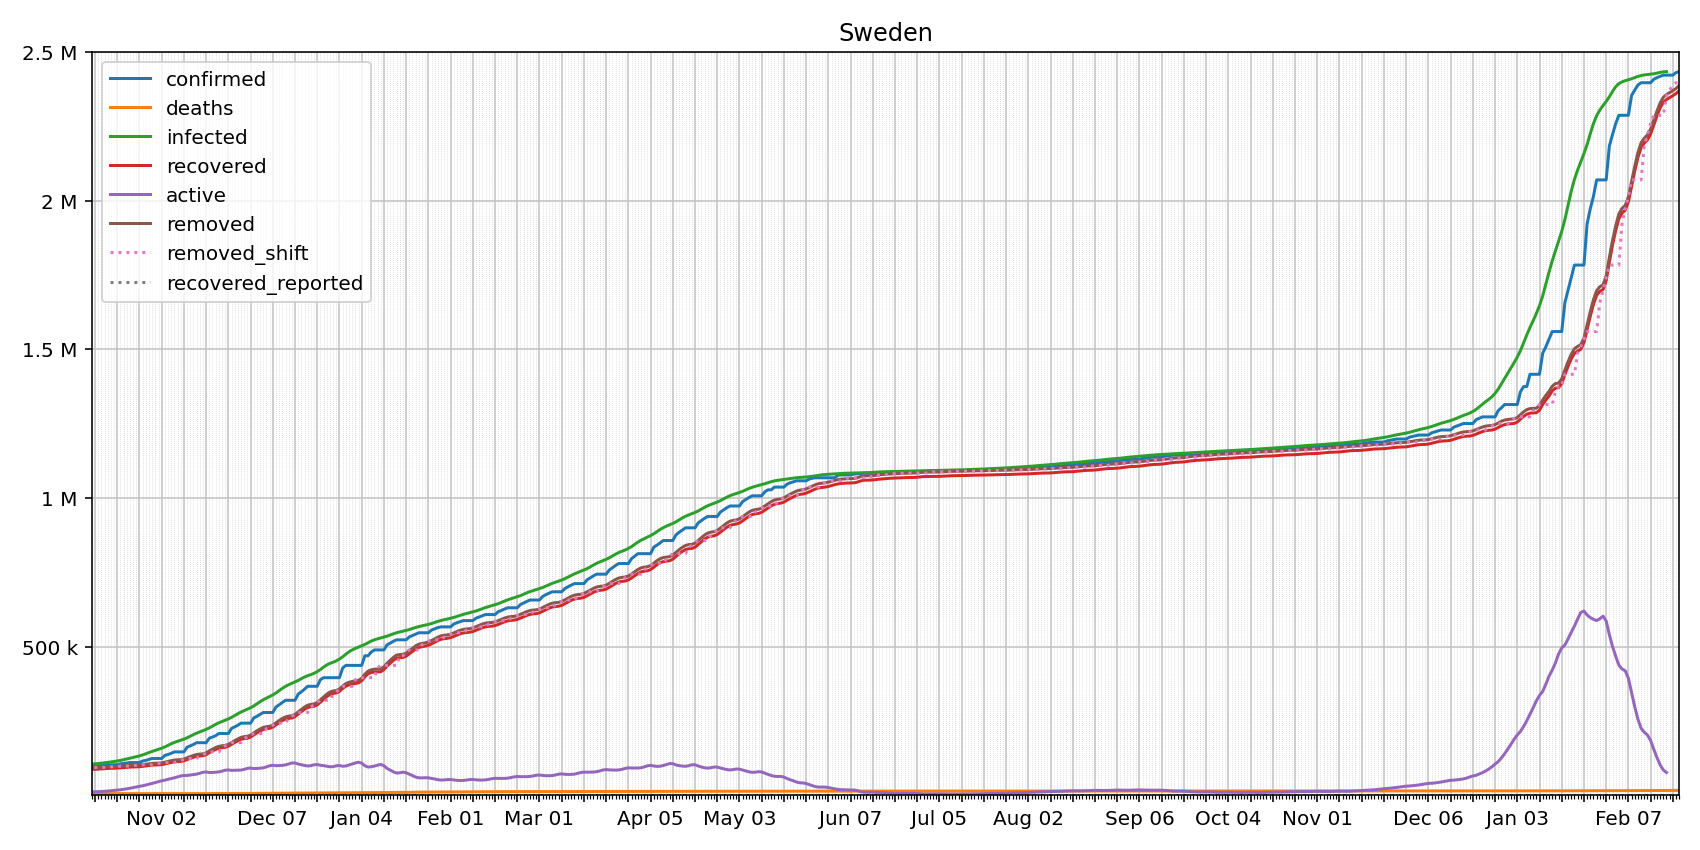 Sweden
2.5 M
2 M
1.5 M
1 M
500 k
confirmed
deaths
infected
recovered
active
removed
removed_shift
recovered_reported
Nov 02 Dec 07 Jan 04 Feb 01 Mar 01 Apr 05 May 03 Jun 07 Jul 05 Aug 02 Sep 06 Oct 04 Nov 01 Dec 06 Jan 03 Feb 07